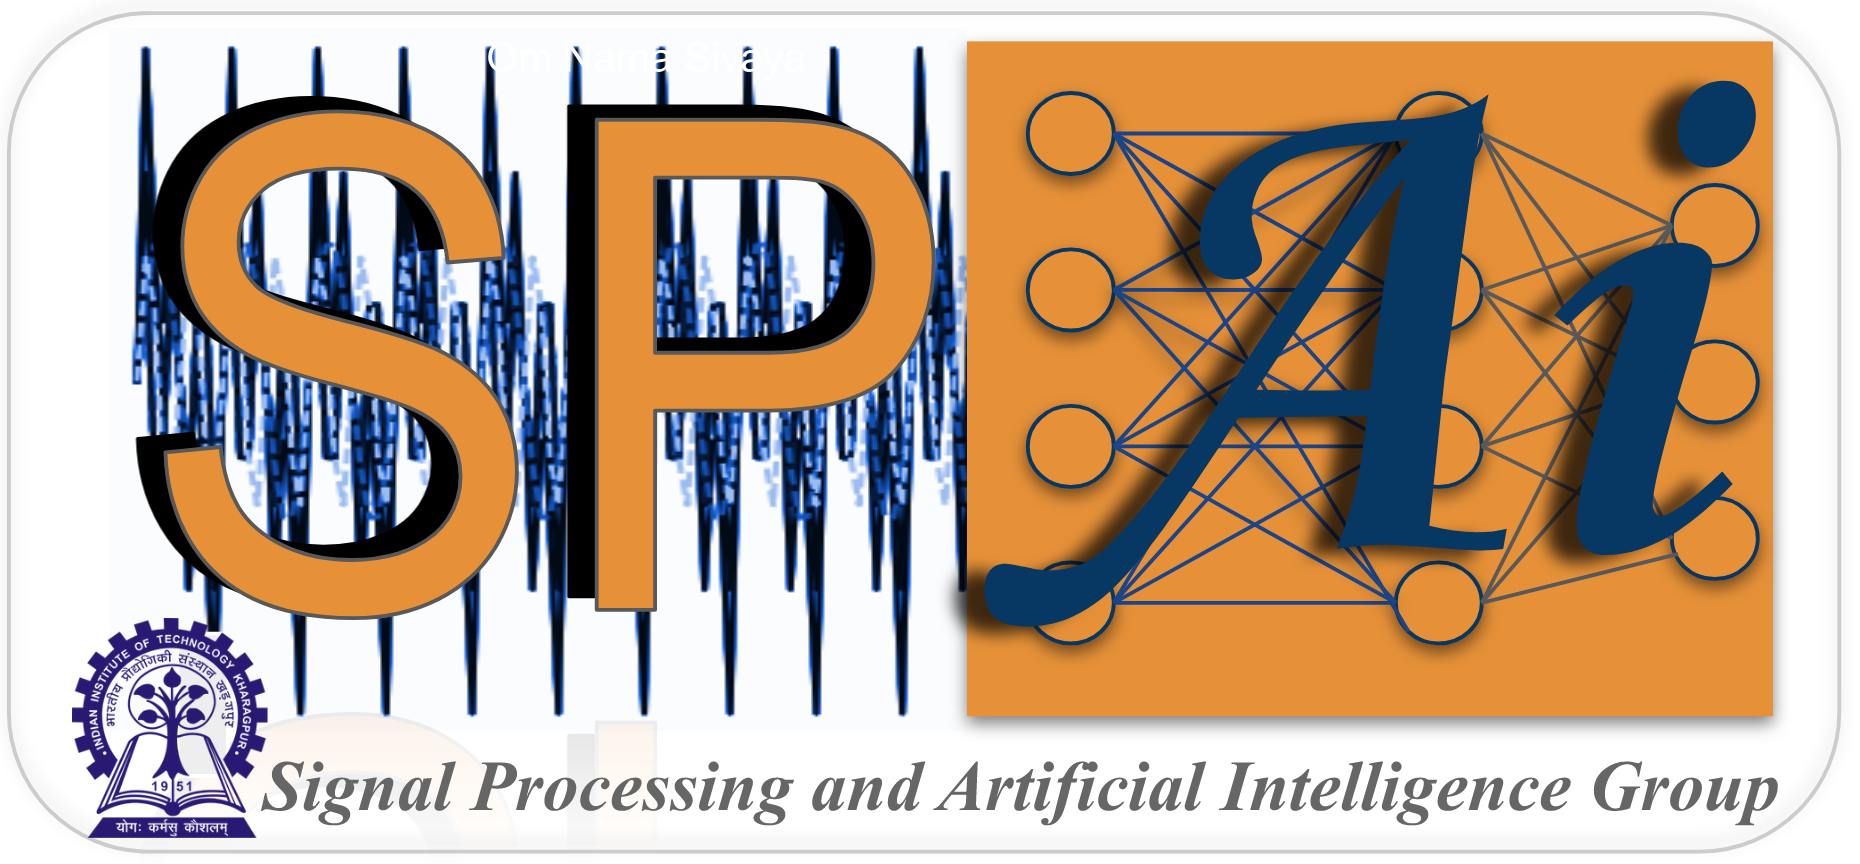 Om Nama Sivaya
SP
Ai
INDIAN INSTITUTE OF TECHNOLOGY KHARAGPUR
भारतीय प्रौद्योगिकी संस्थान खड़गपुर
19 51
योगः कर्मसु कौशलम्
Signal Processing and Artificial Intelligence Group